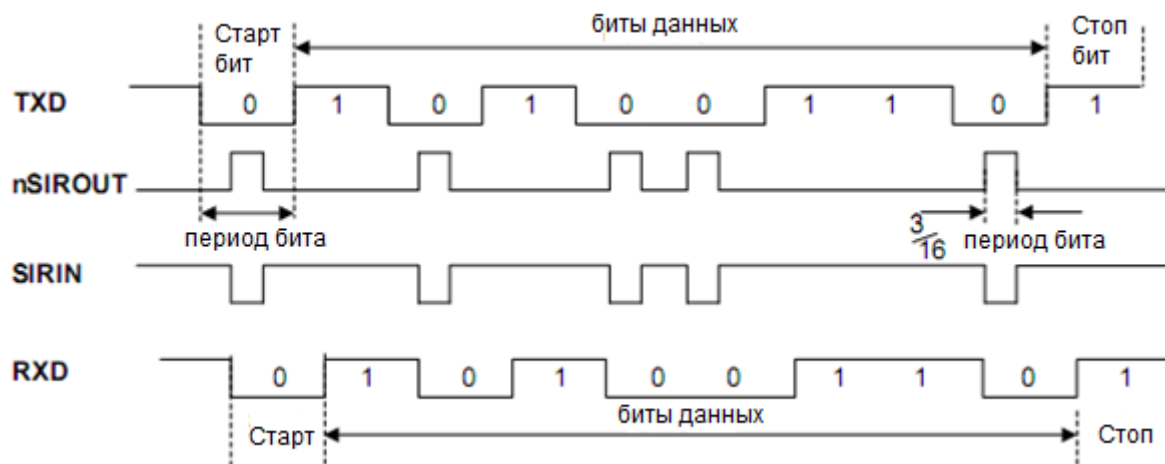 Старт бит
биты данных
Стоп бит
TXD
0 1 0 1 0 0 1 1 0 1
nSIROUT
период бита
3/16 период бита
SIRIN
RXD
0 1 0 1 0 0 1 1 0 1
Старт
биты данных
Стоп